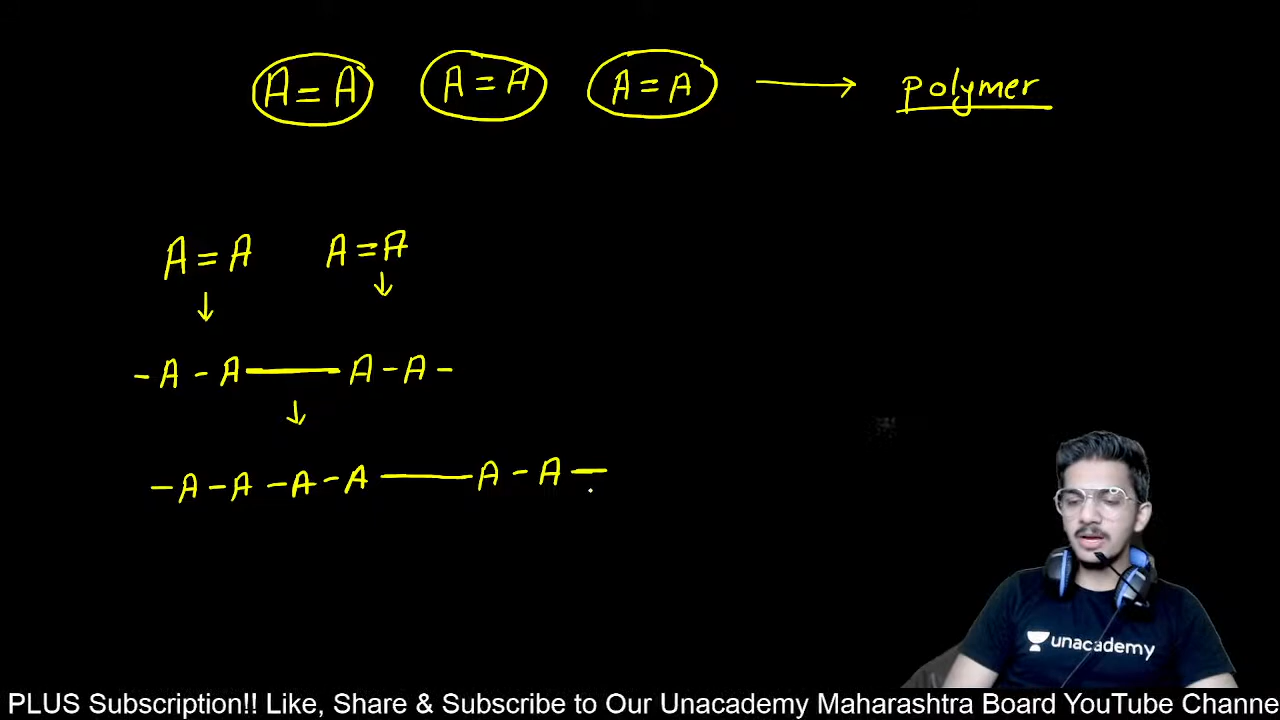 A = A A = A A = A → polymer
A = A A = A
↓ ↓
- A - A — A - A -
↓
- A - A - A - A — A - A -
unacademy
PLUS Subscription!! Like, Share & Subscribe to Our Unacademy Maharashtra Board YouTube Channe